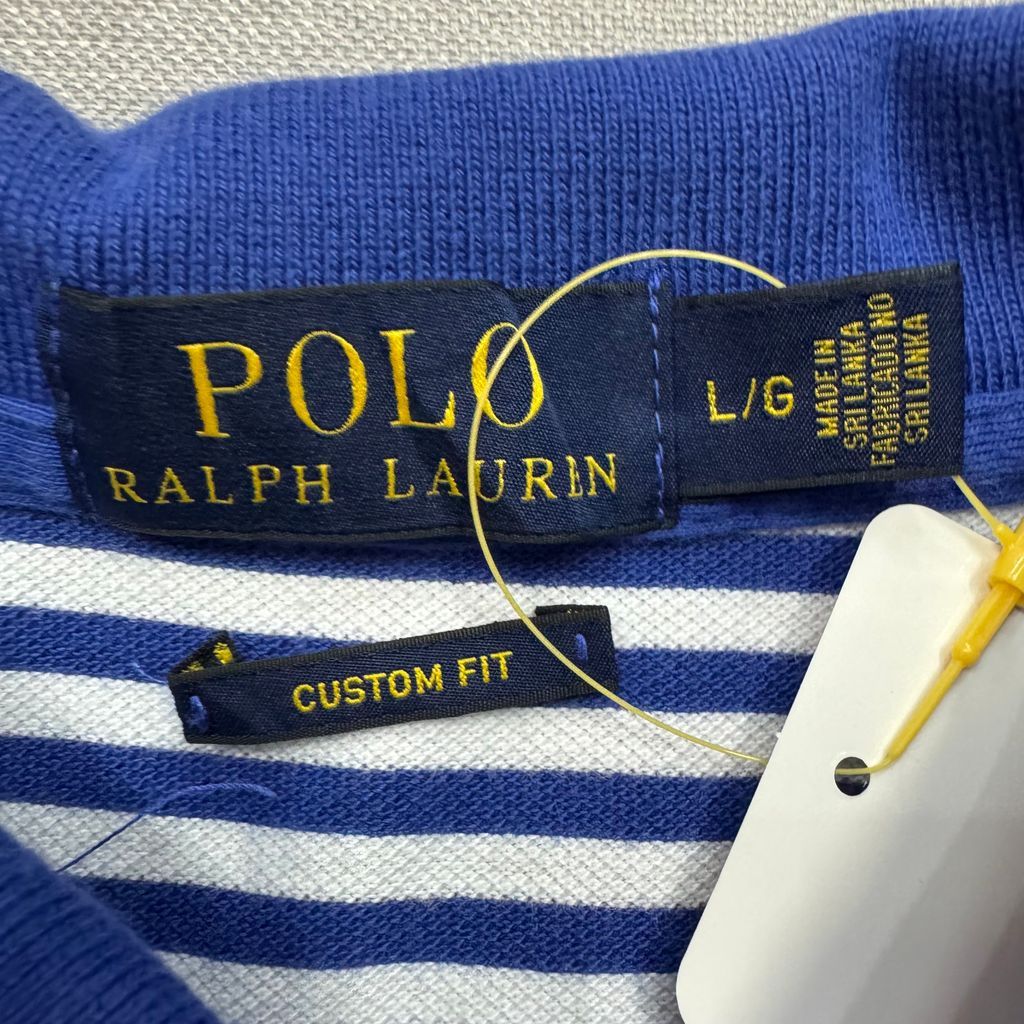 POLO
RALPH LAUREN
L/G
MADE IN
SRI LANKA
FABRICADO NO
SRI LANKA
CUSTOM FIT